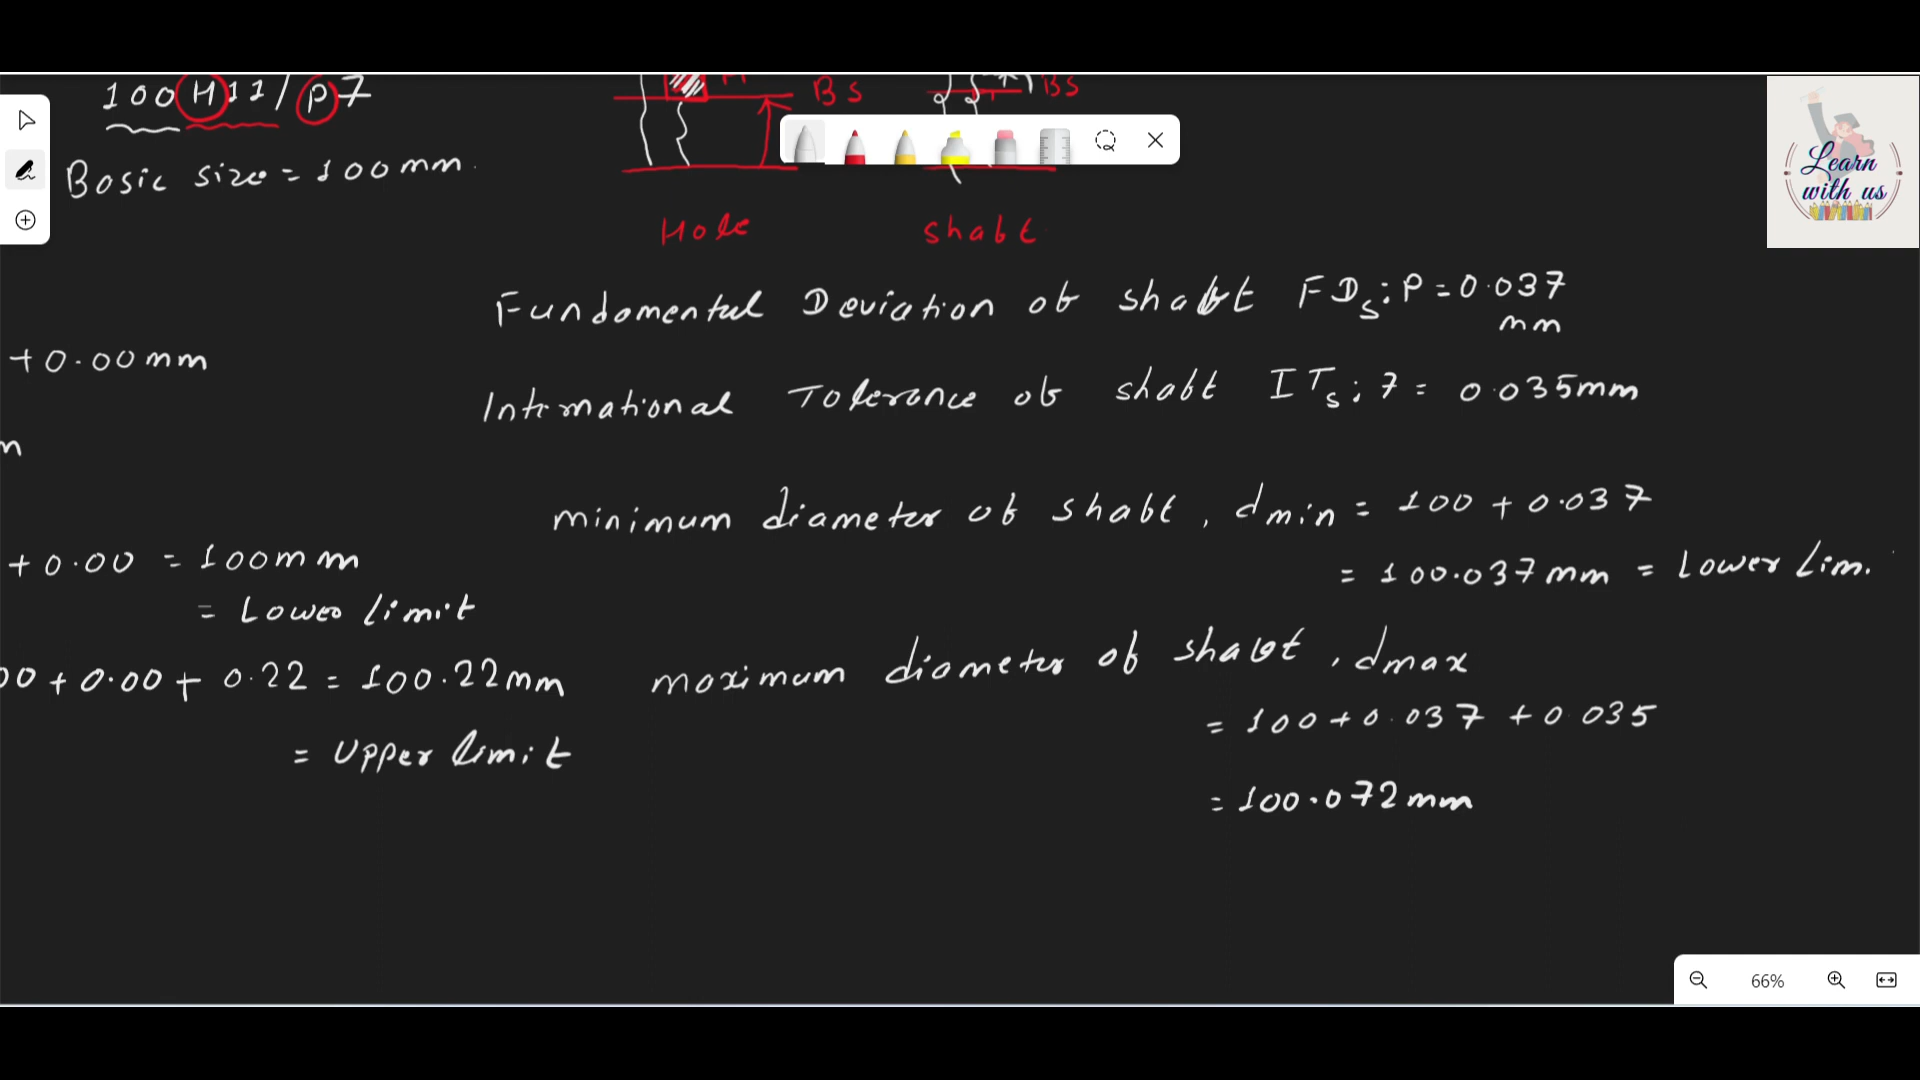 100H11/p7
BS
BS
Basic size = 100mm.
Learn
with us
Hole
shaft
Fundamental Deviation of shaft FDs; P = 0.037
mm
+0.00mm
International Tolerance of shaft ITs; 7 = 0.035mm
m
minimum diameter of shaft, dmin = 100 + 0.037
+0.00 = 100mm
= 100.037mm = Lower Lim.
= Lower limit
00 + 0.00 + 0.22 = 100.22mm
maximum diameter of shaft, dmax
= 100 + 0.037 + 0.035
= Upper limit
= 100.072mm
66%